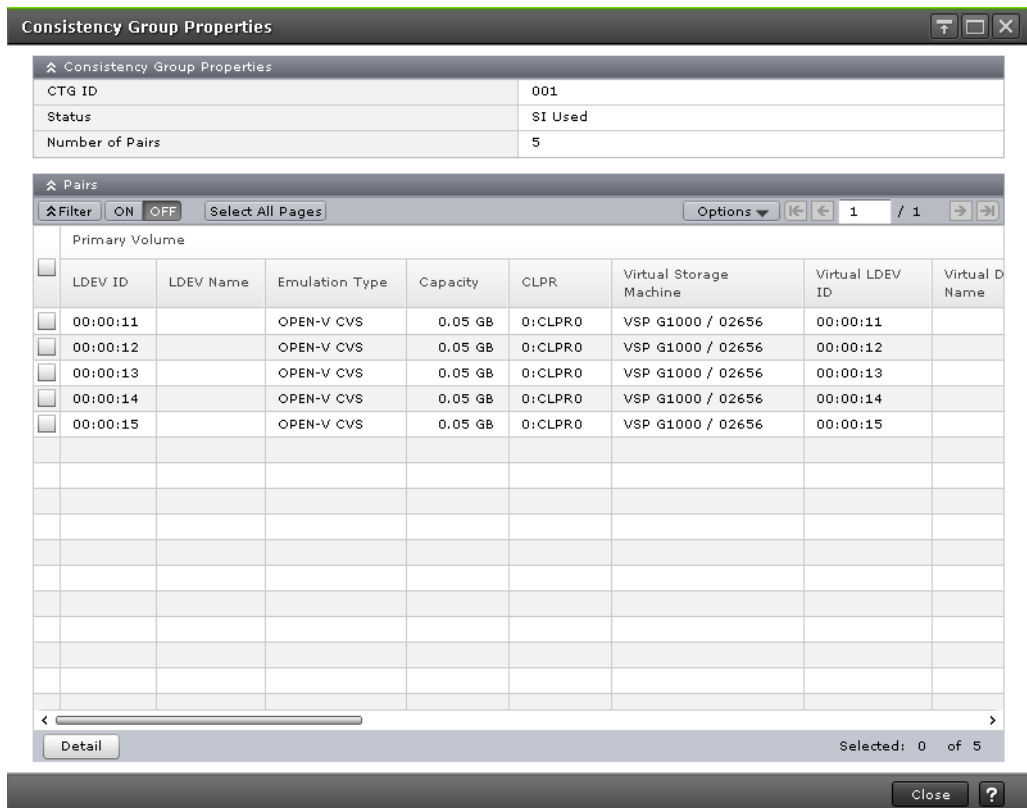 Consistency Group Properties
Consistency Group Properties
CTG ID 001
Status SI Used
Number of Pairs 5
Pairs
Filter ON OFF Select All Pages Options 1 / 1
Primary Volume
LDEV ID LDEV Name Emulation Type Capacity CLPR Virtual Storage Machine Virtual LDEV ID Virtual D Name
00:00:11 OPEN-V CVS 0.05 GB 0:CLPR0 VSP G1000 / 02656 00:00:11
00:00:12 OPEN-V CVS 0.05 GB 0:CLPR0 VSP G1000 / 02656 00:00:12
00:00:13 OPEN-V CVS 0.05 GB 0:CLPR0 VSP G1000 / 02656 00:00:13
00:00:14 OPEN-V CVS 0.05 GB 0:CLPR0 VSP G1000 / 02656 00:00:14
00:00:15 OPEN-V CVS 0.05 GB 0:CLPR0 VSP G1000 / 02656 00:00:15
Detail Selected: 0 of 5
Close ?